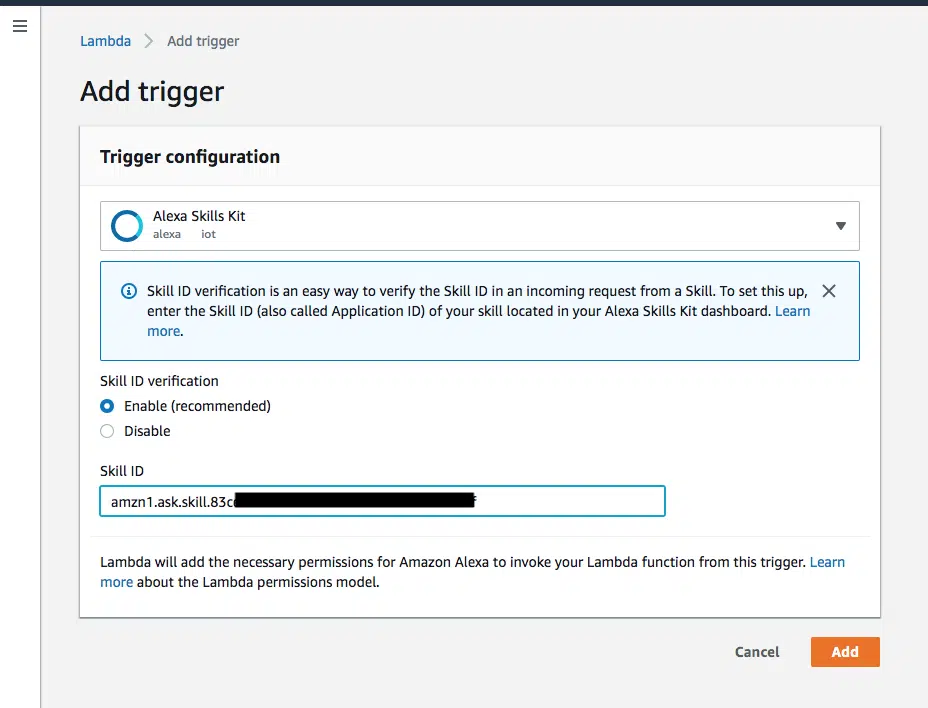 Lambda > Add trigger
Add trigger
Trigger configuration
Alexa Skills Kit
alexa iot
Skill ID verification is an easy way to verify the Skill ID in an incoming request from a Skill. To set this up,
enter the Skill ID (also called Application ID) of your skill located in your Alexa Skills Kit dashboard. Learn
more.
Skill ID verification
Enable (recommended)
Disable
Skill ID
amzn1.ask.skill.83c
Lambda will add the necessary permissions for Amazon Alexa to invoke your Lambda function from this trigger. Learn
more about the Lambda permissions model.
Cancel
Add